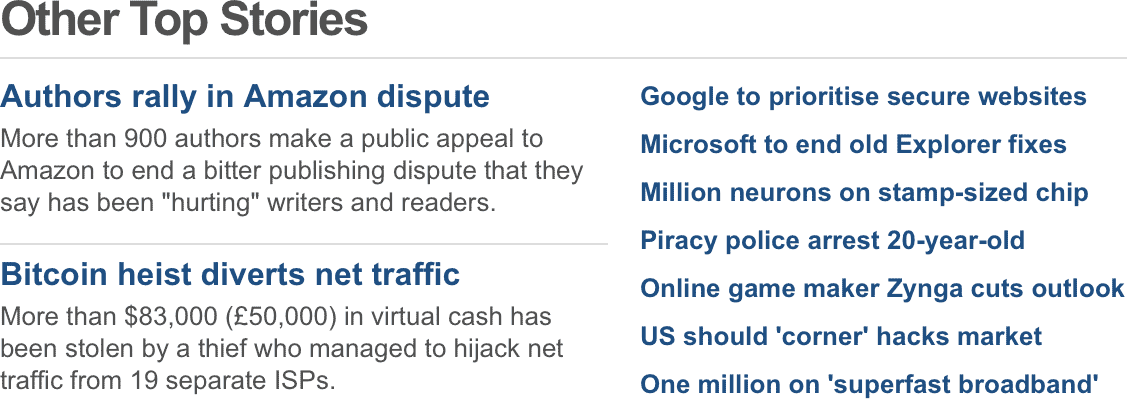 Other Top Stories
Authors rally in Amazon dispute
More than 900 authors make a public appeal to
Amazon to end a bitter publishing dispute that they
say has been "hurting" writers and readers.
Bitcoin heist diverts net traffic
More than $83,000 (£50,000) in virtual cash has
been stolen by a thief who managed to hijack net
traffic from 19 separate ISPs.
Google to prioritise secure websites
Microsoft to end old Explorer fixes
Million neurons on stamp-sized chip
Piracy police arrest 20-year-old
Online game maker Zynga cuts outlook
US should 'corner' hacks market
One million on 'superfast broadband'